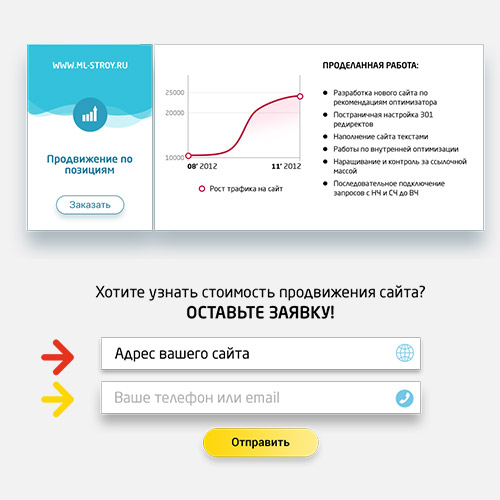 WWW.ML-STROY.RU
Продвижение по
позициям
Заказать
25000
20000
10000
08' 2012
11' 2012
Рост трафика на сайт
ПРОДЕЛАННАЯ РАБОТА:
Разработка нового сайта по
рекомендациям оптимизатора
Постраничная настройка 301
редиректов
Наполнение сайта текстами
Работы по внутренней оптимизации
Наращивание и контроль за ссылочной
массой
Последовательное подключение
запросов с НЧ и СЧ до ВЧ
Хотите узнать стоимость продвижения сайта?
ОСТАВЬТЕ ЗАЯВКУ!
Адрес вашего сайта
Ваше телефон или email
Отправить